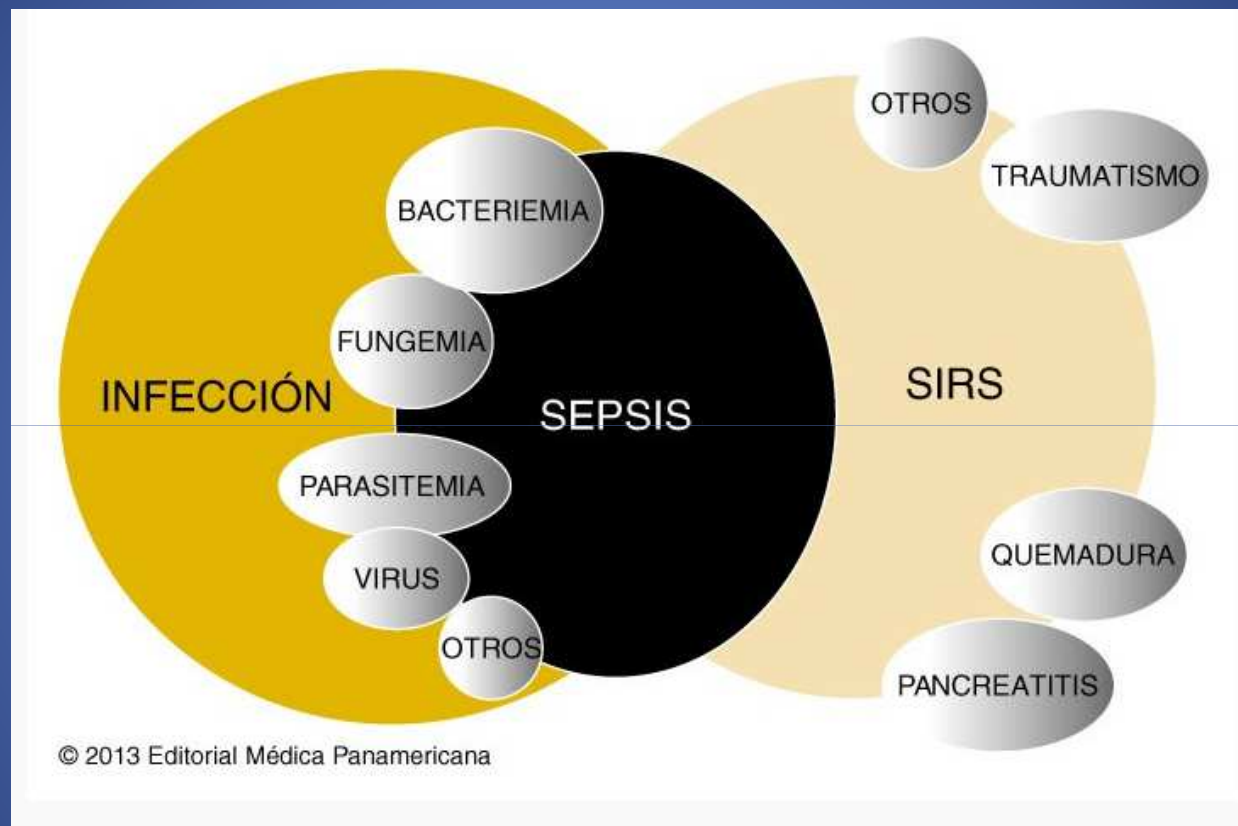 OTROS
TRAUMATISMO
BACTERIEMIA
FUNGEMIA
INFECCIÓN
SEPSIS
SIRS
PARASITEMIA
VIRUS
OTROS
QUEMADURA
PANCREATITIS
© 2013 Editorial Médica Panamericana